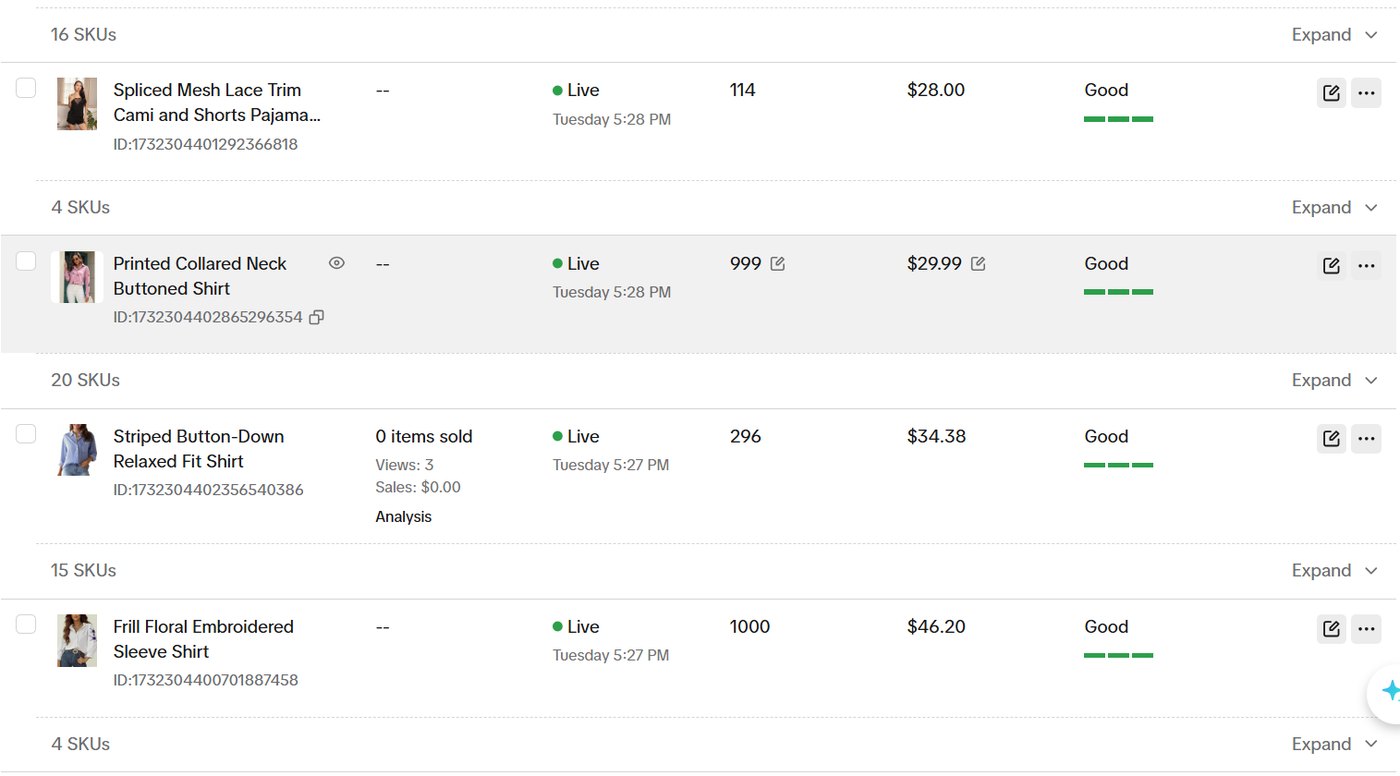 16 SKUs Expand
Spliced Mesh Lace Trim -- Live 114 $28.00 Good
Cami and Shorts Pajama... Tuesday 5:28 PM
ID:1732304401292366818
4 SKUs Expand
Printed Collared Neck -- Live 999 $29.99 Good
Buttoned Shirt Tuesday 5:28 PM
ID:1732304402865296354
20 SKUs Expand
Striped Button-Down 0 items sold Live 296 $34.38 Good
Relaxed Fit Shirt Views: 3 Tuesday 5:27 PM
ID:1732304402356540386 Sales: $0.00
Analysis
15 SKUs Expand
Frill Floral Embroidered -- Live 1000 $46.20 Good
Sleeve Shirt Tuesday 5:27 PM
ID:1732304400701887458
4 SKUs Expand